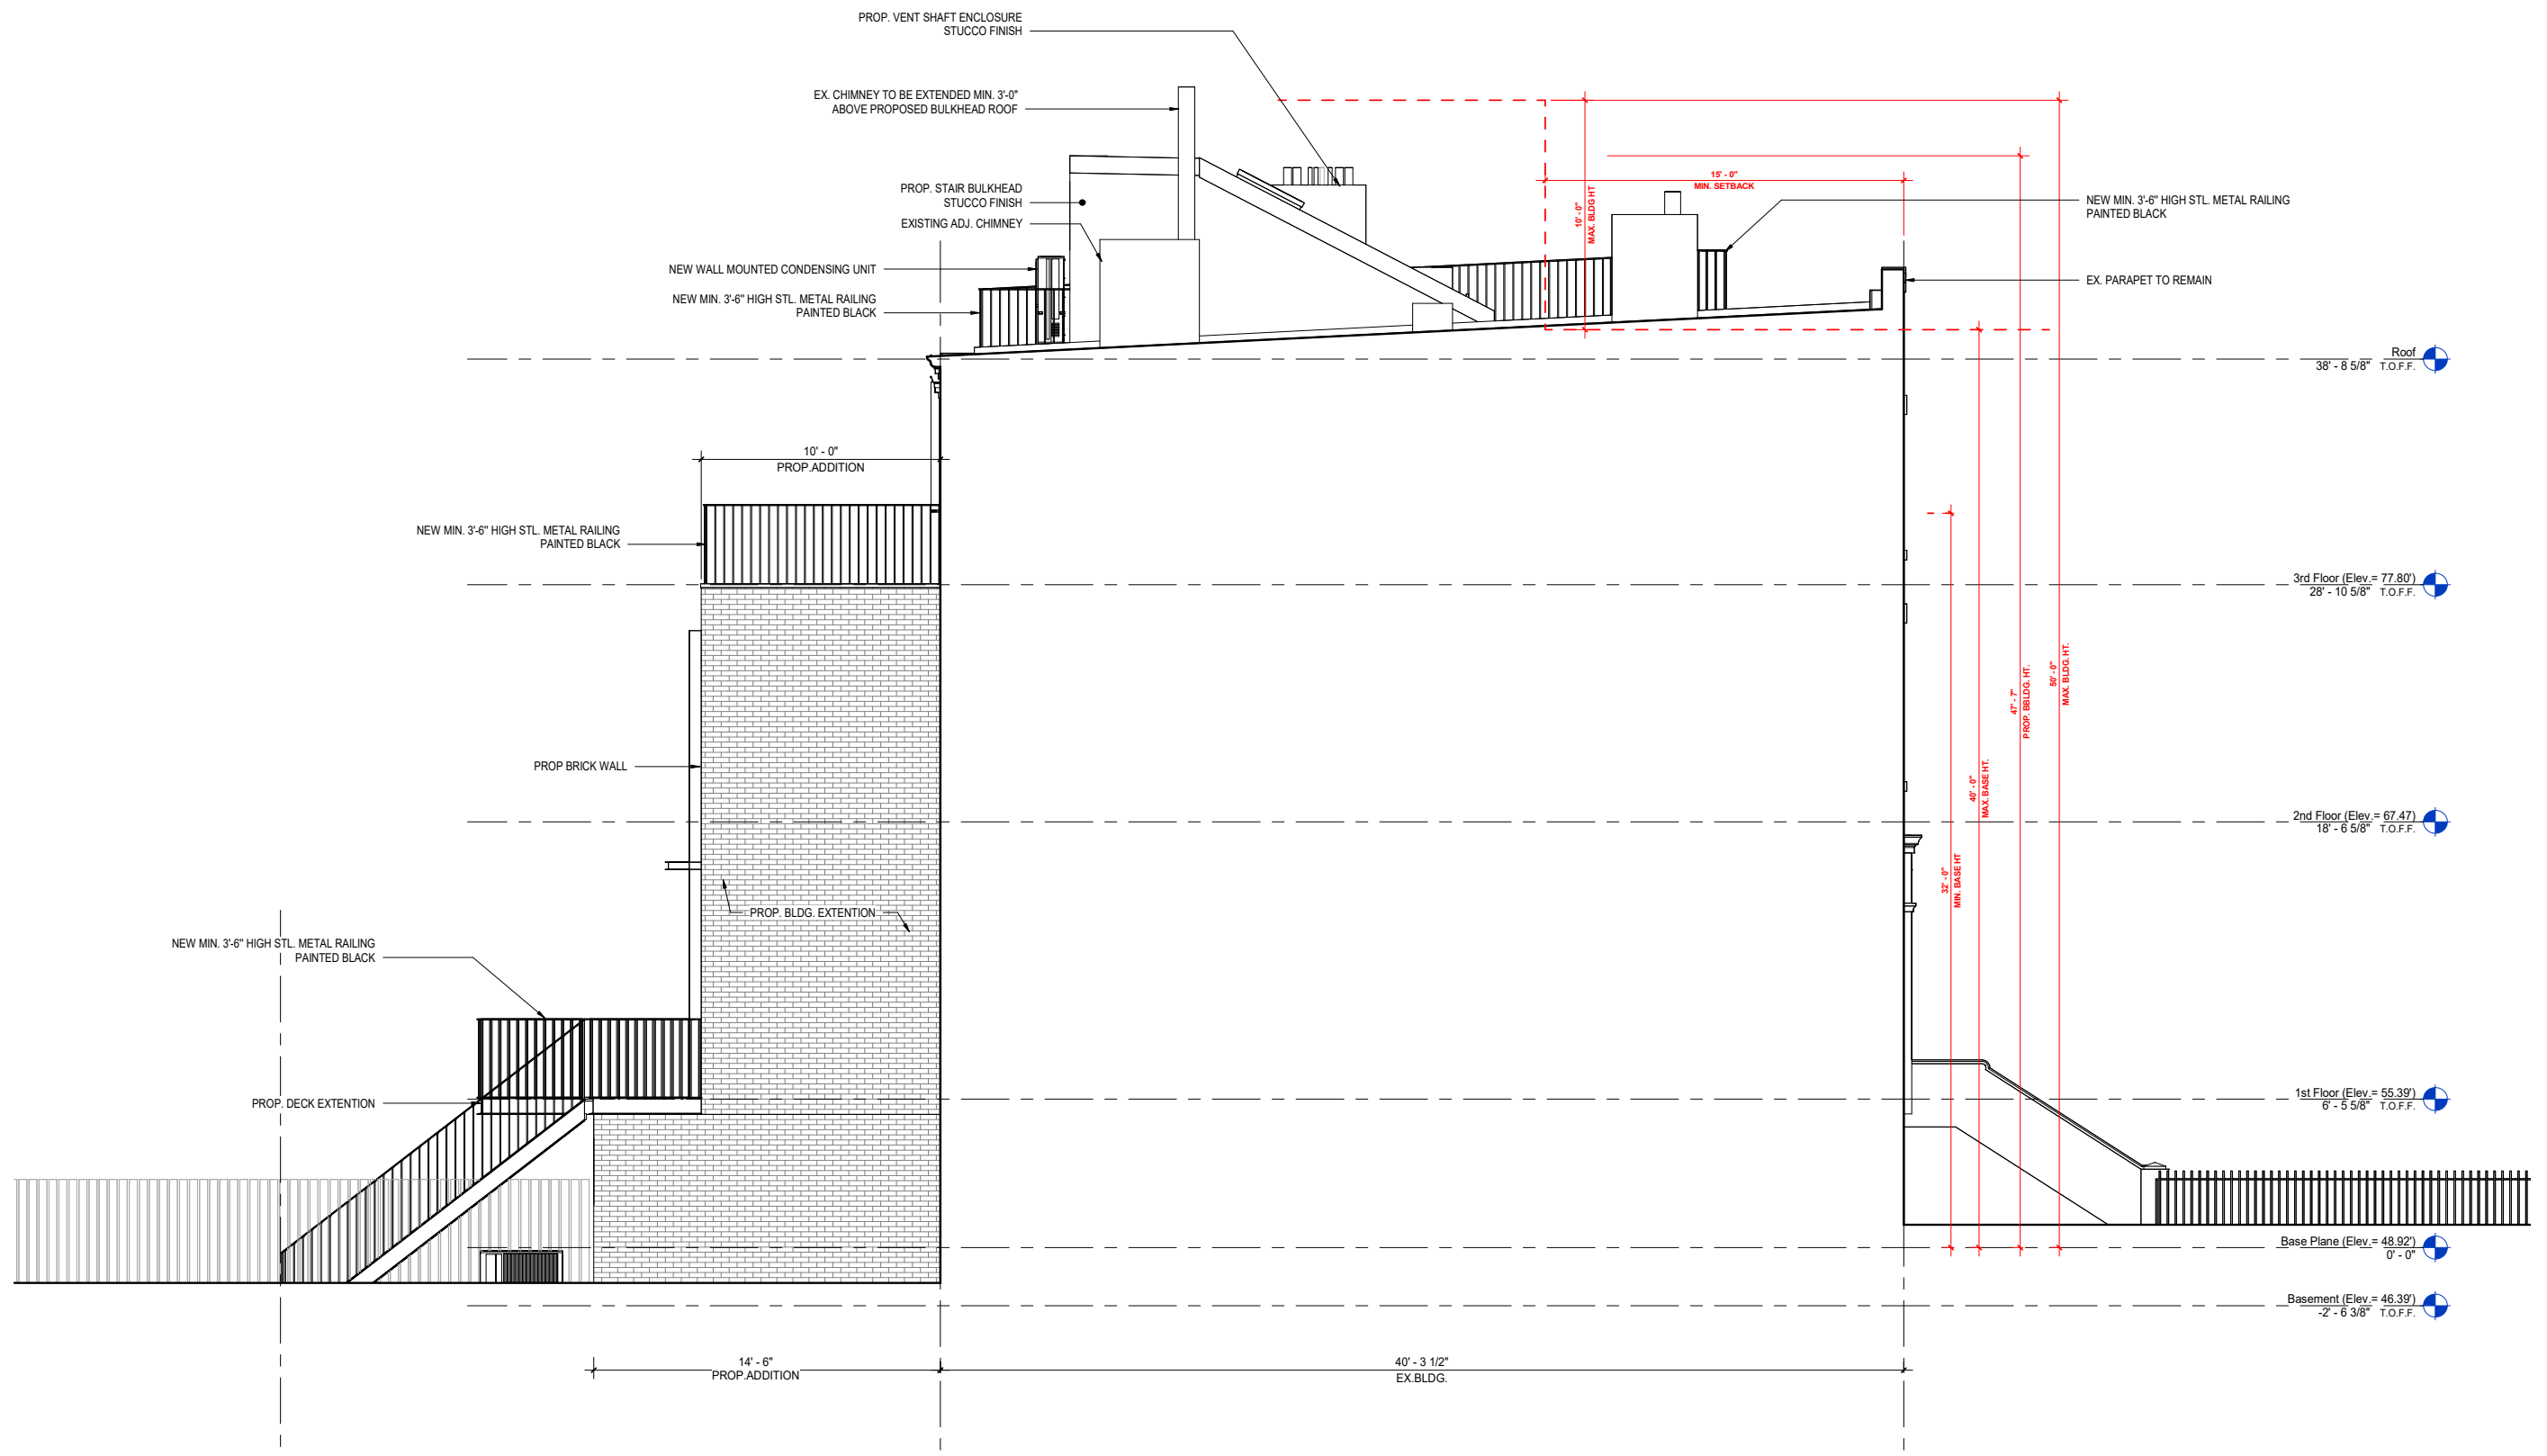 PROP. VENT SHAFT ENCLOSURE
STUCCO FINISH
EX. CHIMNEY TO BE EXTENDED MIN. 3'-0"
ABOVE PROPOSED BULKHEAD ROOF
PROP. STAIR BULKHEAD
STUCCO FINISH
EXISTING ADJ. CHIMNEY
NEW WALL MOUNTED CONDENSING UNIT
NEW MIN. 3'-6" HIGH STL. METAL RAILING
PAINTED BLACK
10' - 0"
MAX. BLDG HT
15' - 0"
MIN. SETBACK
NEW MIN. 3'-6" HIGH STL. METAL RAILING
PAINTED BLACK
EX. PARAPET TO REMAIN
Roof
38' - 8 5/8" T.O.F.F.
10' - 0"
PROP.ADDITION
NEW MIN. 3'-6" HIGH STL. METAL RAILING
PAINTED BLACK
3rd Floor (Elev.= 77.80')
28' - 10 5/8" T.O.F.F.
50' - 0"
MAX. BLDG. HT.
47' - 7"
PROP. BBLDG. HT.
40' - 0"
MAX. BASE HT.
32' - 0"
MIN. BASE HT
PROP BRICK WALL
2nd Floor (Elev.= 67.47)
18' - 6 5/8" T.O.F.F.
PROP. BLDG. EXTENTION
NEW MIN. 3'-6" HIGH STL. METAL RAILING
PAINTED BLACK
PROP. DECK EXTENTION
1st Floor (Elev.= 55.39')
6' - 5 5/8" T.O.F.F.
Base Plane (Elev.= 48.92')
0' - 0"
Basement (Elev.= 46.39')
-2' - 6 3/8" T.O.F.F.
14' - 6"
PROP.ADDITION
40' - 3 1/2"
EX.BLDG.